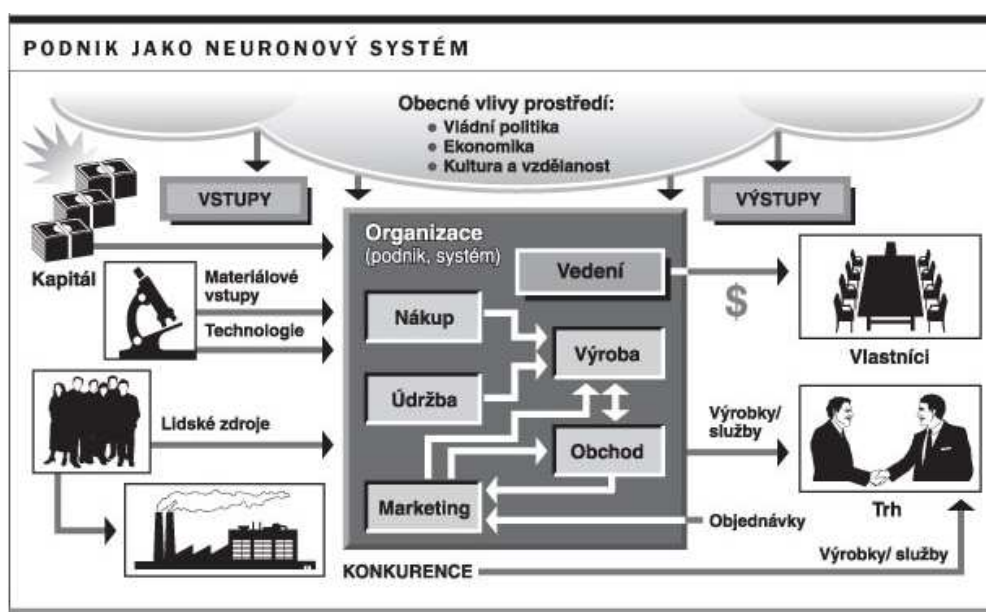 PODNIK JAKO NEURONOVÝ SYSTÉM
Obecné vlivy prostředí:
• Vládní politika
• Ekonomika
• Kultura a vzdělanost
VSTUPY
VÝSTUPY
Kapitál
Materiálové
vstupy
Technologie
Lidské zdroje
Organizace
(podnik, systém)
Vedení
Nákup
Výroba
Údržba
Obchod
Marketing
$
Vlastníci
Výrobky/
služby
Trh
Objednávky
Výrobky/ služby
KONKURENCE